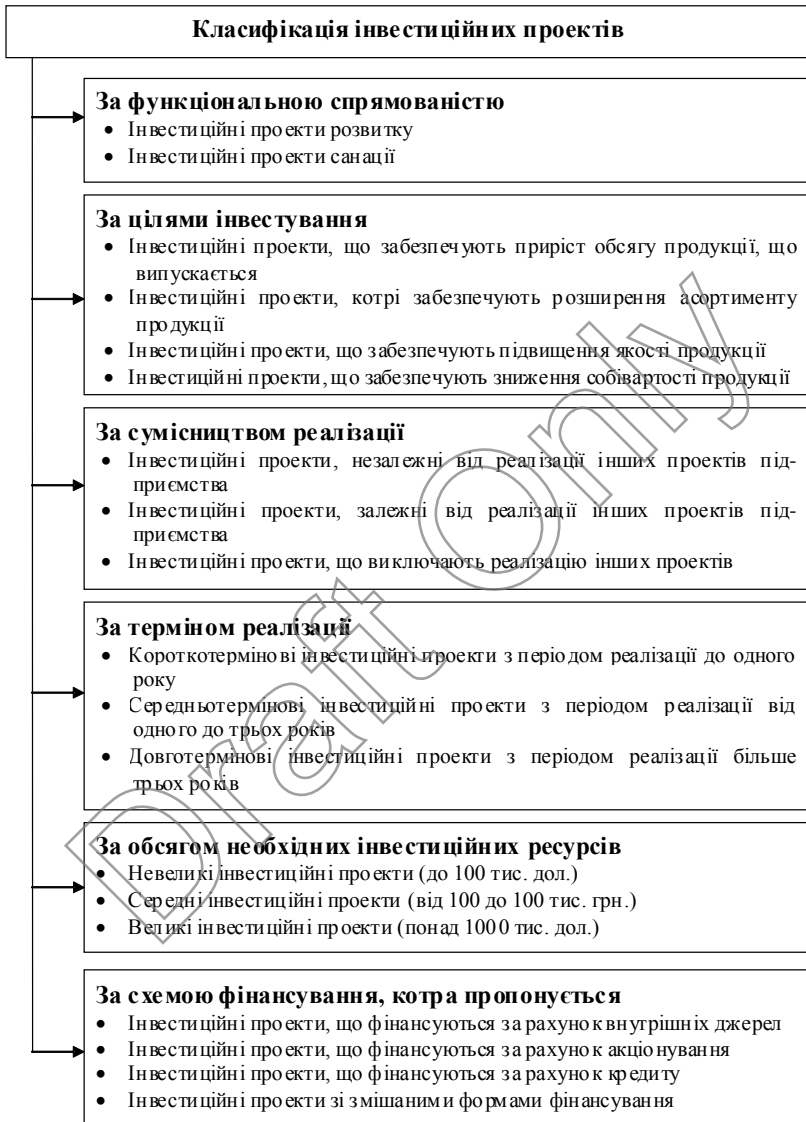 Класифікація інвестиційних проектів
За функціональною спрямованістю
• Інвестиційні проекти розвитку
• Інвестиційні проекти санації
За цілями інвестування
• Інвестиційні проекти, що забезпечують приріст обсягу продукції, що
випускається
• Інвестиційні проекти, котрі забезпечують розширення асортименту
продукції
• Інвестиційні проекти, що забезпечують підвищення якості продукції
• Інвестиційні проекти, що забезпечують зниження собівартості продукції
За сумісництвом реалізації
• Інвестиційні проекти, незалежні від реалізації інших проектів під-
приємства
• Інвестиційні проекти, залежні від реалізації інших проектів під-
приємства
• Інвестиційні проекти, що виключають реалізацію інших проектів
За терміном реалізації
• Короткотермінові інвестиційні проекти з періодом реалізації до одного
року
• Середньотермінові інвестиційні проекти з періодом реалізації від
одного до трьох років
• Довготермінові інвестиційні проекти з періодом реалізації більше
трьох років
За обсягом необхідних інвестиційних ресурсів
• Невеликі інвестиційні проекти (до 100 тис. дол.)
• Середні інвестиційні проекти (від 100 до 100 тис. грн.)
• Великі інвестиційні проекти (понад 1000 тис. дол.)
За схемою фінансування, котра пропонується
• Інвестиційні проекти, що фінансуються за рахунок внутрішніх джерел
• Інвестиційні проекти, що фінансуються за рахунок акціонування
• Інвестиційні проекти, що фінансуються за рахунок кредиту
• Інвестиційні проекти зі змішаними формами фінансування
Draft Only